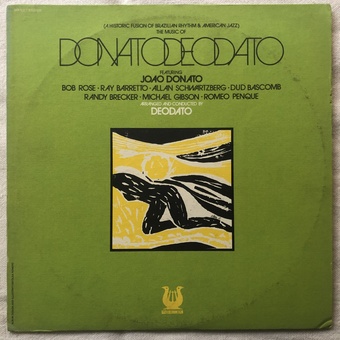 (A HISTORIC FUSION OF BRAZILIAN RHYTHM & AMERICAN JAZZ)
THE MUSIC OF
DONATODEODATO
FEATURING
JOAO DONATO
BOB ROSE · RAY BARRETTO · ALLAN SCHWARTZBERG · DUD BASCOMB
RANDY BRECKER · MICHAEL GIBSON · ROMEO PENQUE
ARRANGED AND CONDUCTED BY
DEODATO